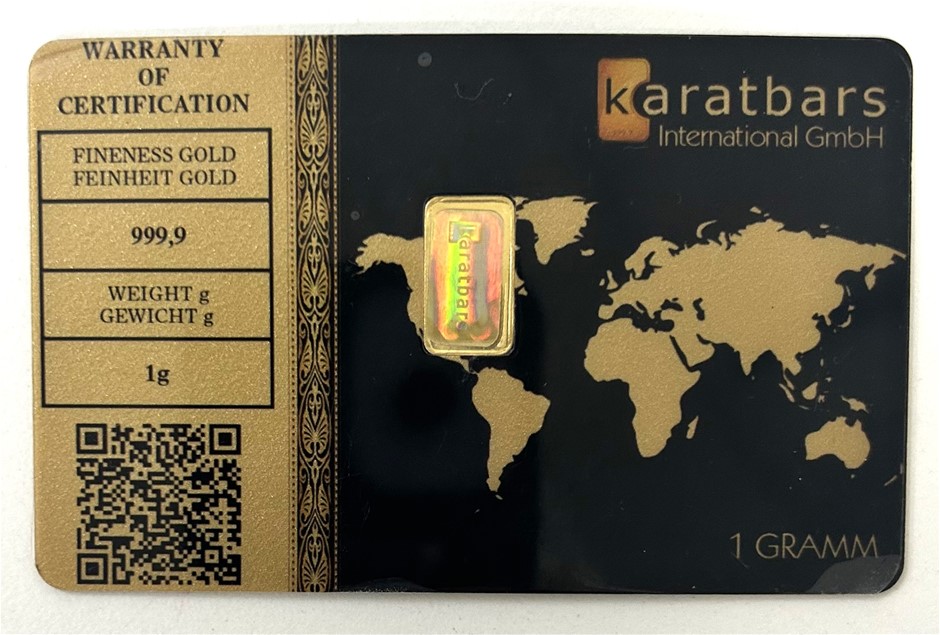 WARRANTY
OF
CERTIFICATION
FINENESS GOLD
FEINHEIT GOLD
999,9
WEIGHT g
GEWICHT g
1g
karatbars
International GmbH
karatbars
1 GRAMM